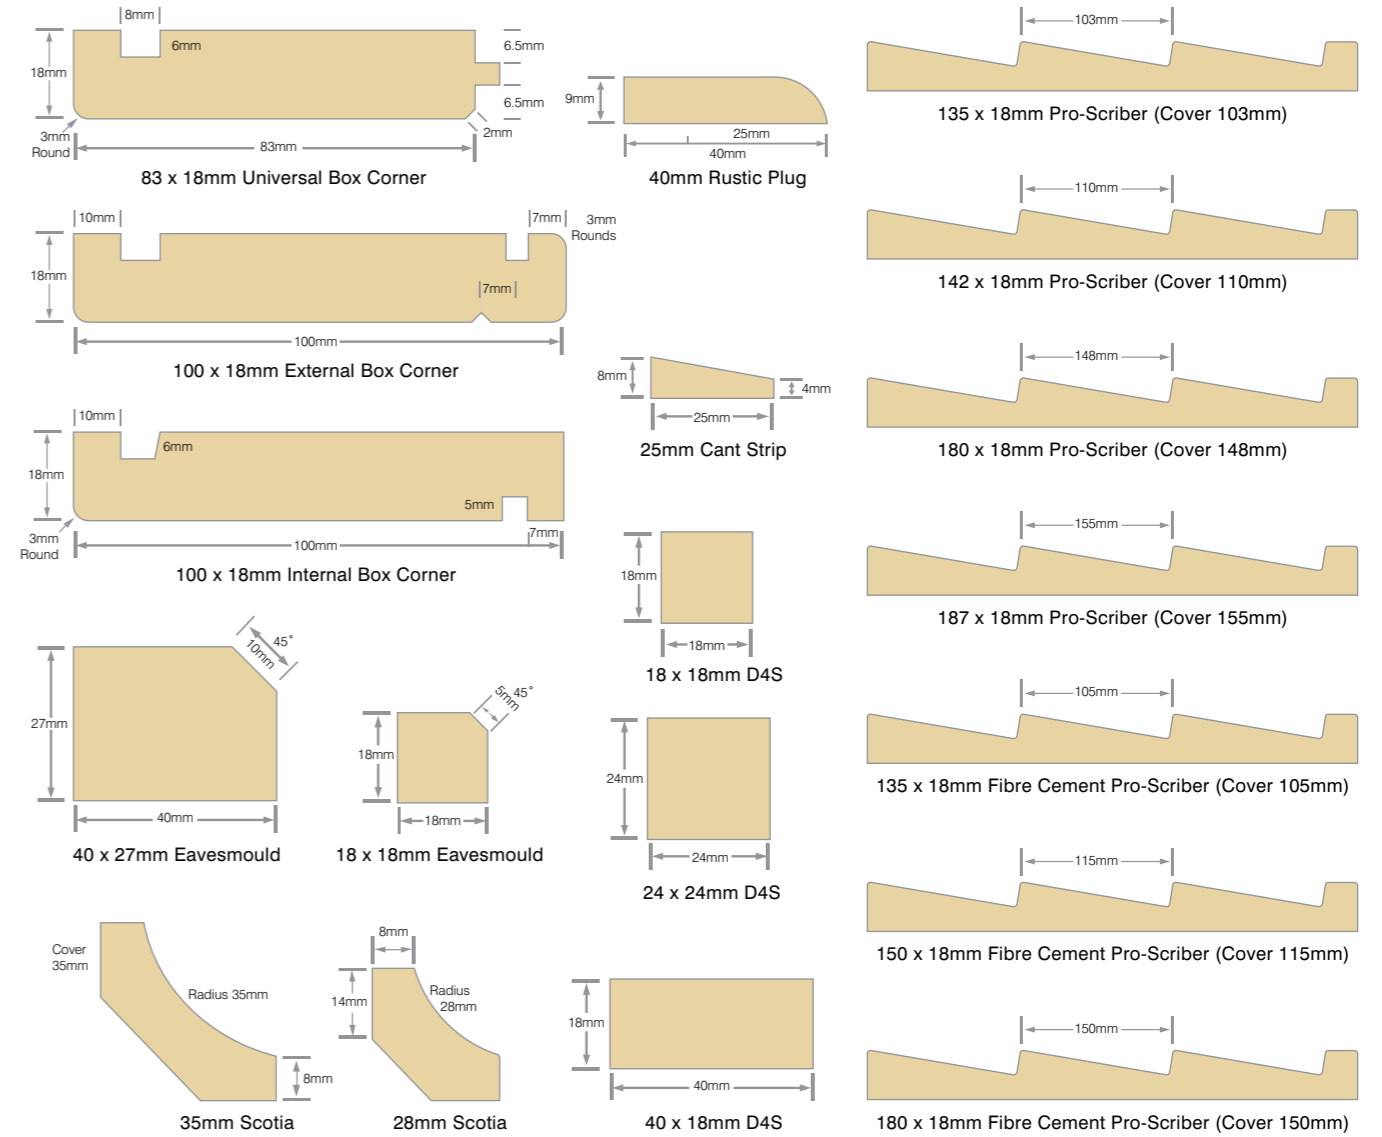 8mm
6mm
18mm
6.5mm
6.5mm
2mm
3mm
Round
83mm
83 x 18mm Universal Box Corner
10mm
7mm
3mm
Rounds
18mm
7mm
100mm
100 x 18mm External Box Corner
10mm
6mm
18mm
5mm
7mm
3mm
Round
100mm
100 x 18mm Internal Box Corner
45°
10mm
27mm
40mm
40 x 27mm Eavesmould
45°
5mm
18mm
18mm
18 x 18mm Eavesmould
Cover
35mm
Radius 35mm
8mm
35mm Scotia
8mm
14mm
Radius
28mm
28mm Scotia
9mm
25mm
40mm
40mm Rustic Plug
8mm
4mm
25mm
25mm Cant Strip
18mm
18mm
18 x 18mm D4S
24mm
24mm
24 x 24mm D4S
18mm
40mm
40 x 18mm D4S
103mm
135 x 18mm Pro-Scriber (Cover 103mm)
110mm
142 x 18mm Pro-Scriber (Cover 110mm)
148mm
180 x 18mm Pro-Scriber (Cover 148mm)
155mm
187 x 18mm Pro-Scriber (Cover 155mm)
105mm
135 x 18mm Fibre Cement Pro-Scriber (Cover 105mm)
115mm
150 x 18mm Fibre Cement Pro-Scriber (Cover 115mm)
150mm
180 x 18mm Fibre Cement Pro-Scriber (Cover 150mm)